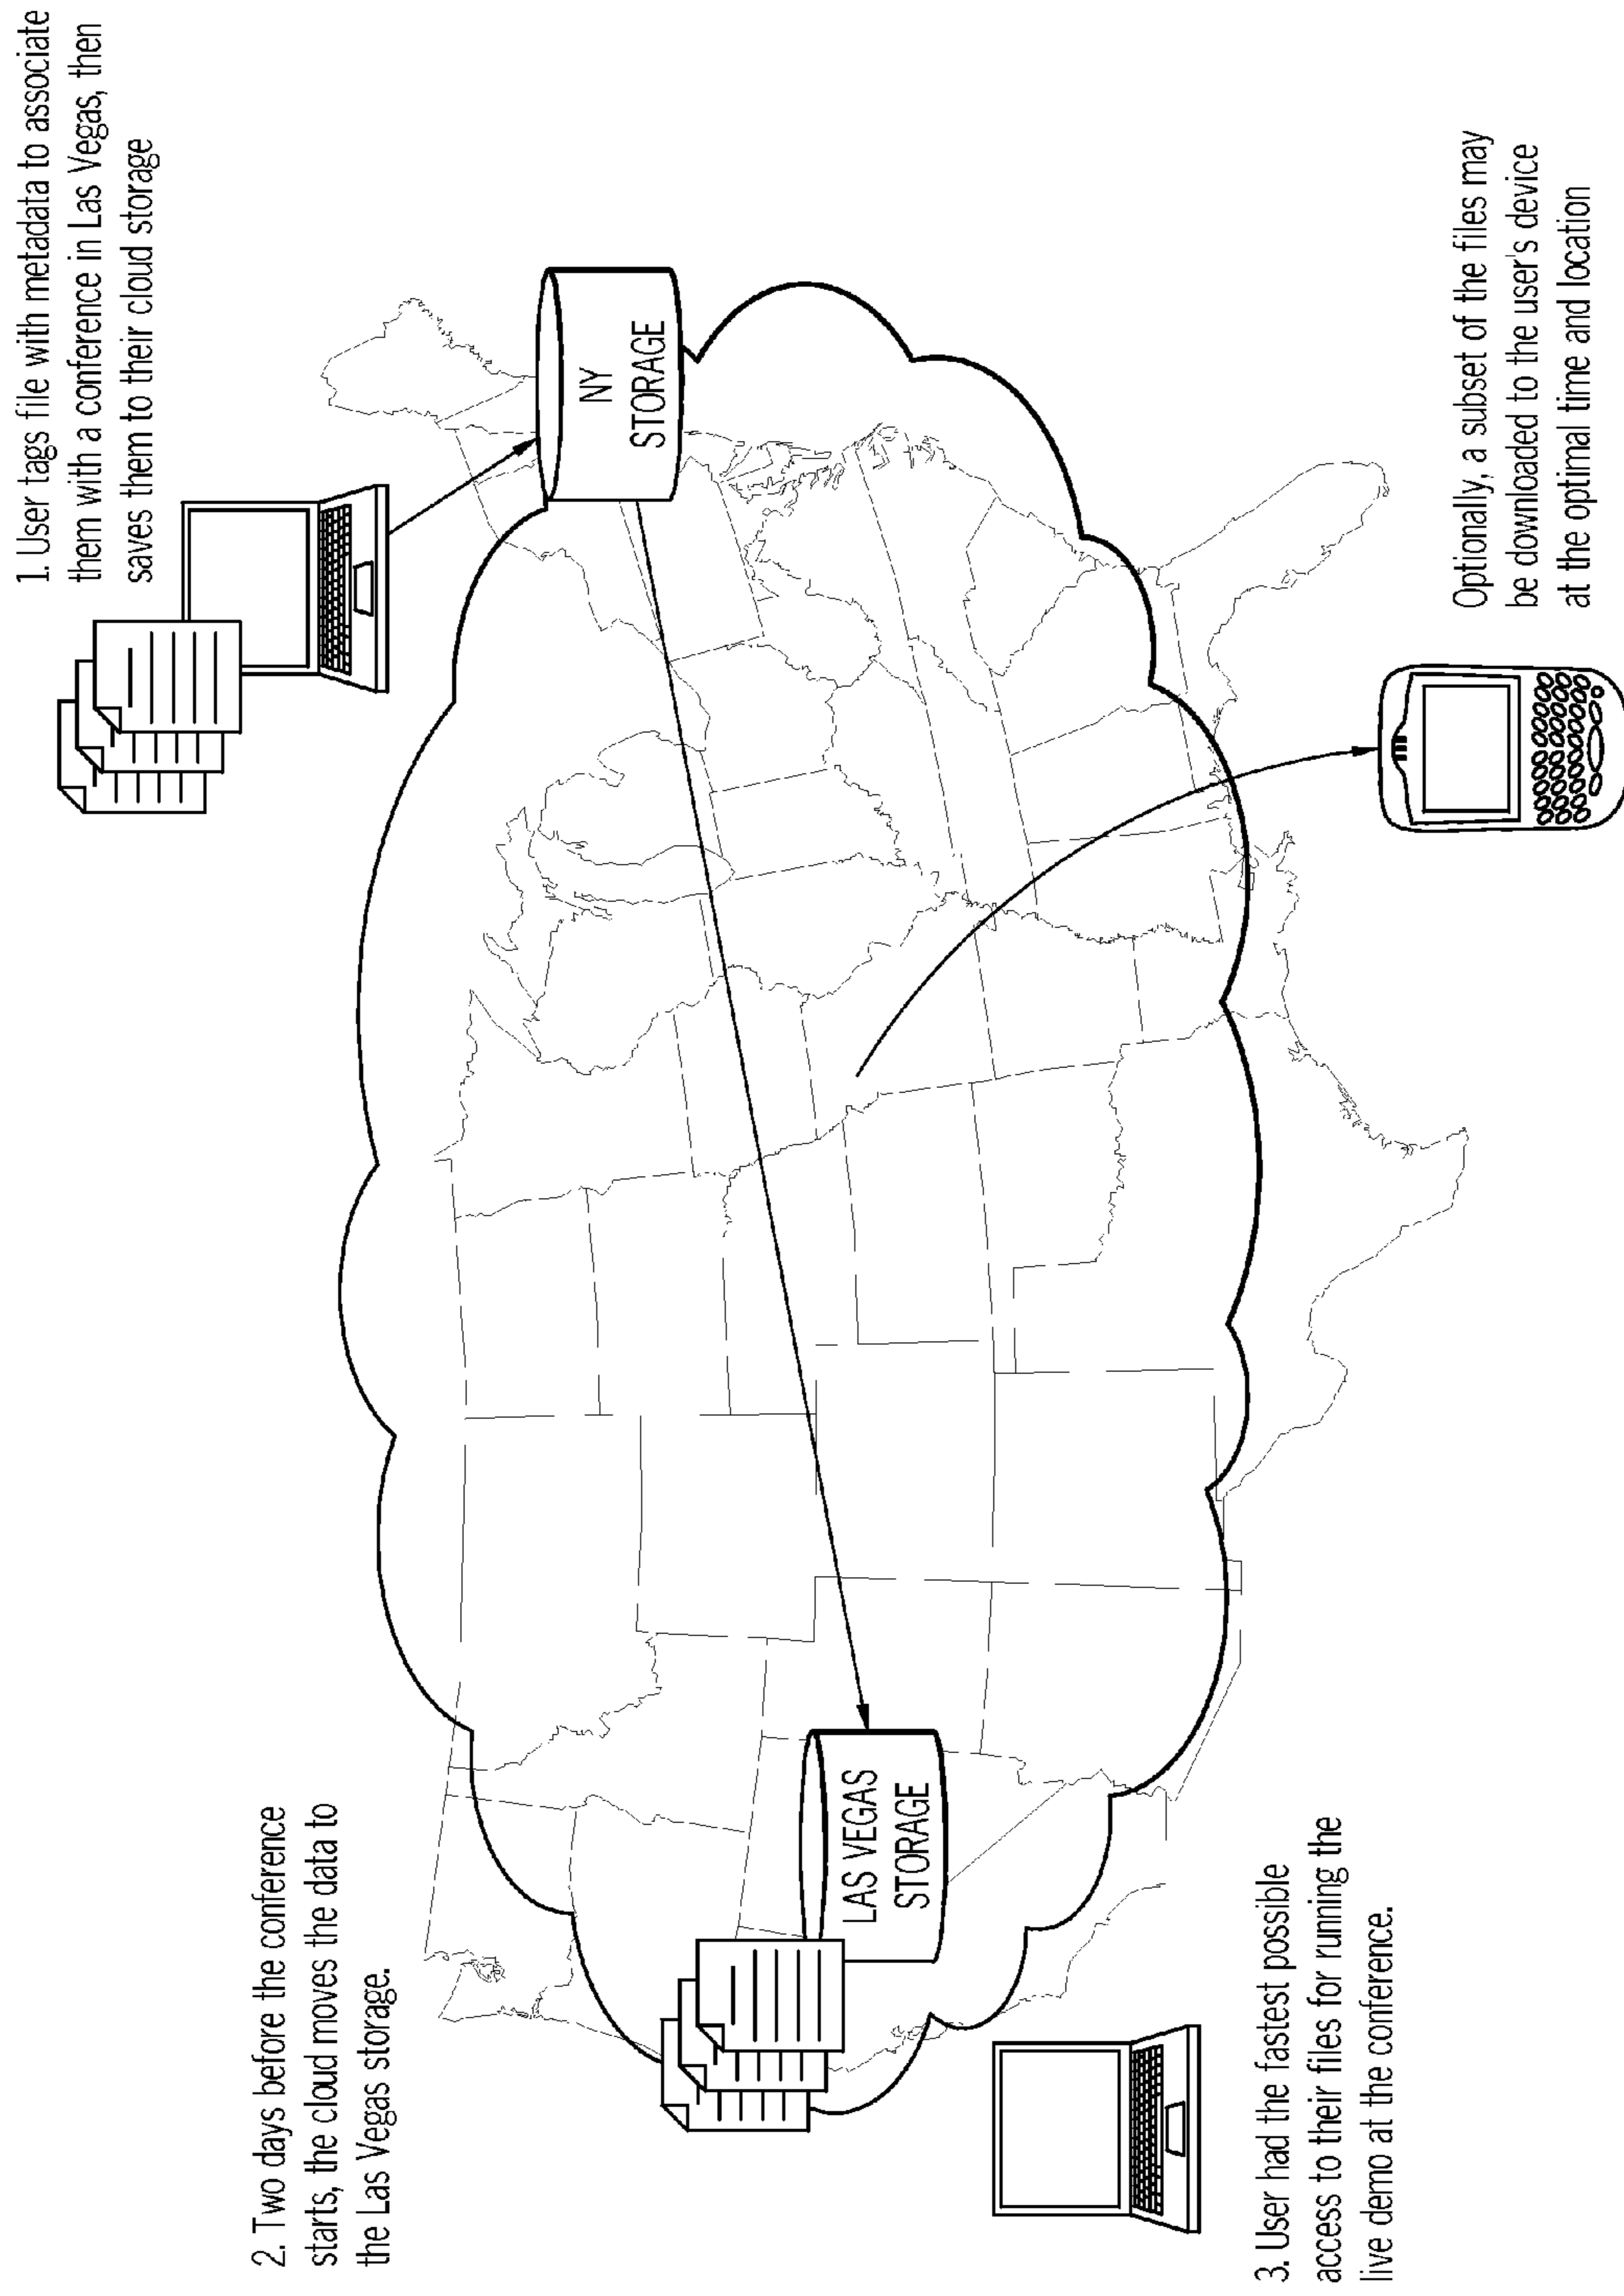 1. User tags file with metadata to associate
them with a conference in Las Vegas, then
saves them to their cloud storage
2. Two days before the conference
starts, the cloud moves the data to
the Las Vegas storage.
NY
STORAGE
LAS VEGAS
STORAGE
3. User had the fastest possible
access to their files for running the
live demo at the conference.
Optionally, a subset of the files may
be downloaded to the user's device
at the optimal time and location